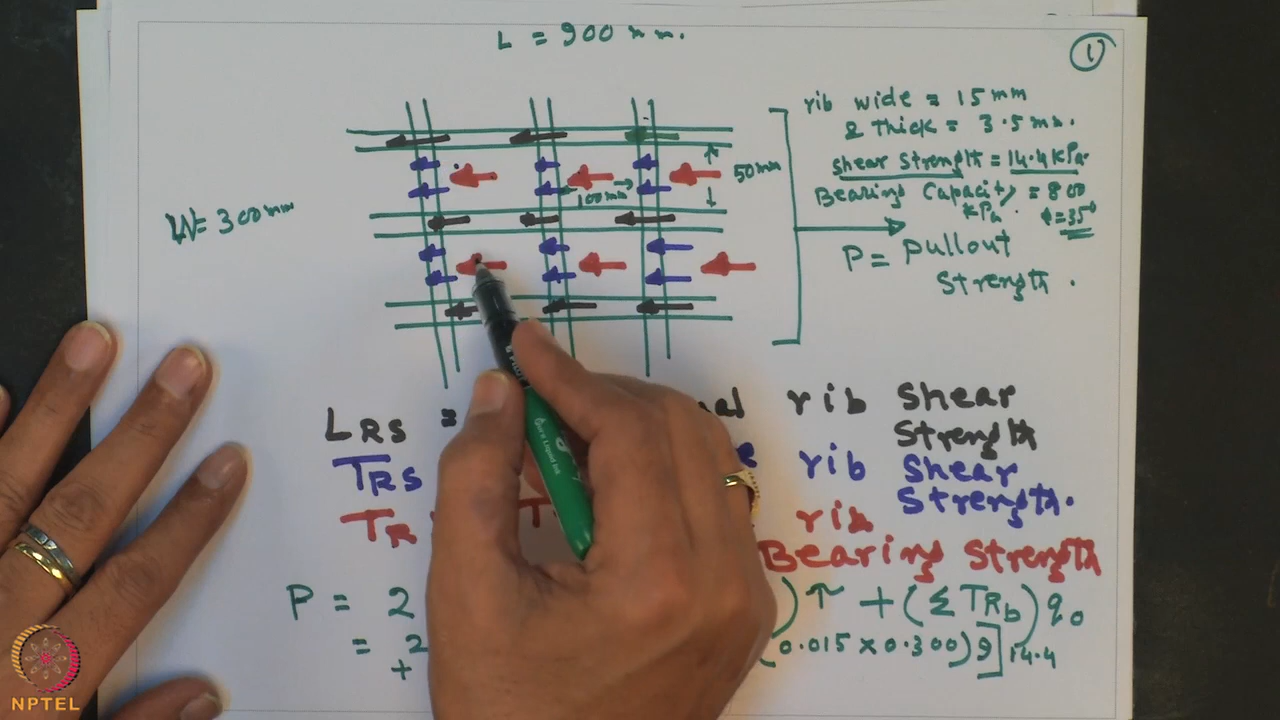 L = 900 mm.
1
rib wide = 15 mm
& thick = 3.5 mm.
shear strength = 14.4 kPa.
Bearing Capacity = 800
kPa. ϕ = 35°
P = Pullout
Strength.
W = 300 mm
50 mm
100 mm
LRS = rib Shear
Strength
TRS rib Shear
Strength.
TR rib
Bearing Strength
P = 2 ) τ + (Σ TRb) q0
= 2 (0.015 × 0.300) 9] 14.4
+
NPTEL